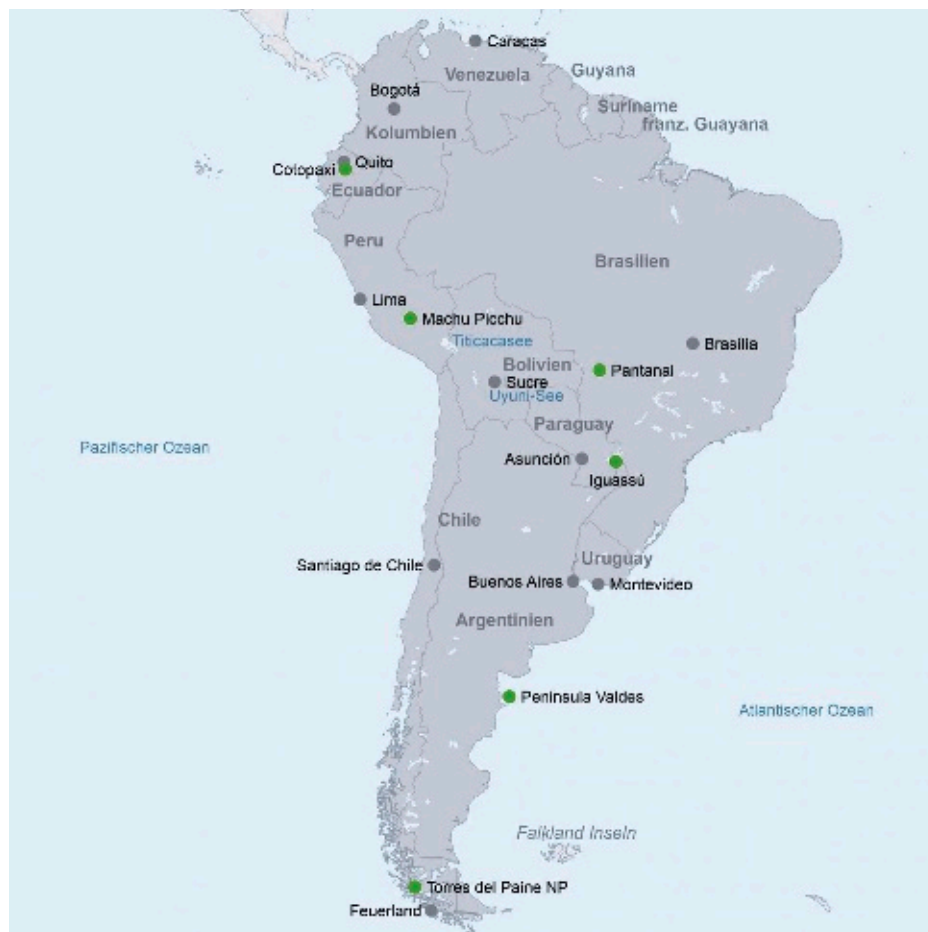 Caracas
Venezuela
Guyana
Suriname
franz. Guayana
Bogotá
Kolumbien
Quito
Cotopaxi
Ecuador
Peru
Brasilien
Lima
Machu Picchu
Titicacasee
Brasilia
Bolivien
Pantanal
Sucre
Uyuni-See
Paraguay
Pazifischer Ozean
Asunción
Iguassú
Chile
Uruguay
Santiago de Chile
Buenos Aires
Montevideo
Argentinien
Peninsula Valdes
Atlantischer Ozean
Falkland Inseln
Torres del Paine NP
Feuerland